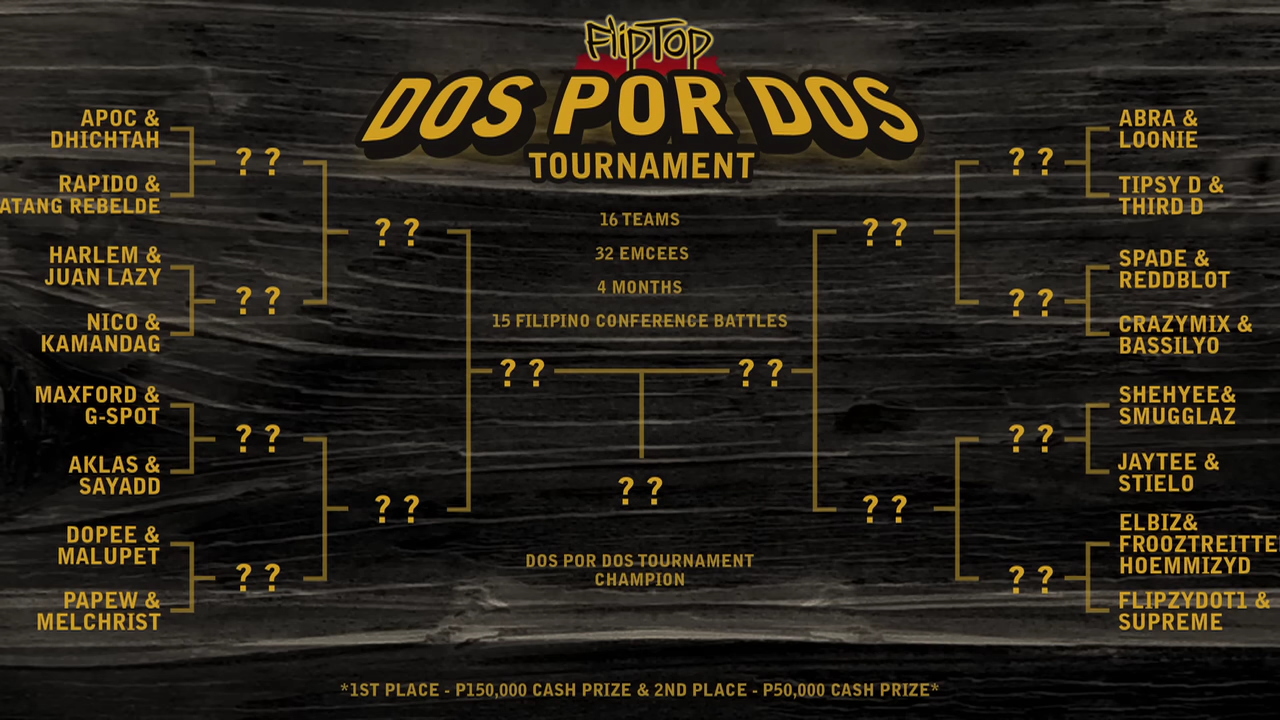 FlipTop
DOS POR DOS
TOURNAMENT
16 TEAMS
32 EMCEES
4 MONTHS
15 FILIPINO CONFERENCE BATTLES
APOC &
DHICHTAH
? ?
RAPIDO &
ATANG REBELDE
? ?
HARLEM &
JUAN LAZY
? ?
NICO &
KAMANDAG
MAXFORD &
G-SPOT
? ?
AKLAS &
SAYADD
? ?
DOPEE &
MALUPET
? ?
PAPEW &
MELCHRIST
? ?
? ?
? ?
DOS POR DOS TOURNAMENT
CHAMPION
ABRA &
LOONIE
? ?
TIPSY D &
THIRD D
? ?
SPADE &
REDDBLOT
? ?
CRAZYMIX &
BASSILYO
SHEHYEE&
SMUGGLAZ
? ?
JAYTEE &
STIELO
? ?
ELBIZ&
FROOZTREITTE
HOEMMIZYD
? ?
FLIPZYDOT1 &
SUPREME
*1ST PLACE - P150,000 CASH PRIZE & 2ND PLACE - P50,000 CASH PRIZE*